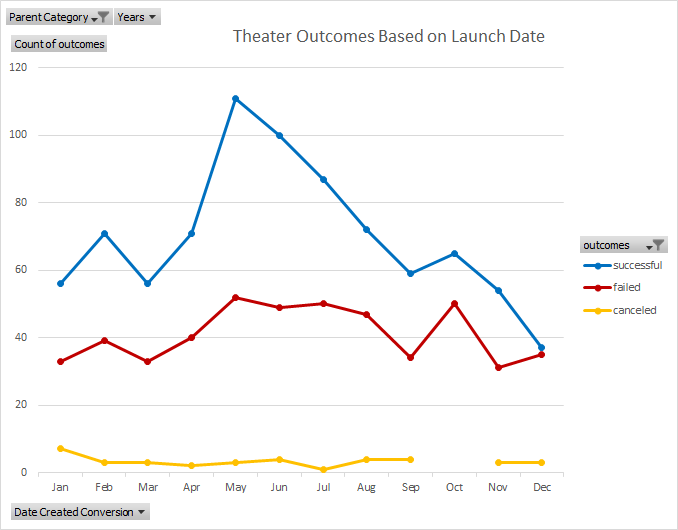 Parent Category Years
Count of outcomes
Theater Outcomes Based on Launch Date
120
100
80
60
40
20
0
Jan Feb Mar Apr May Jun Jul Aug Sep Oct Nov Dec
outcomes
successful
failed
canceled
Date Created Conversion